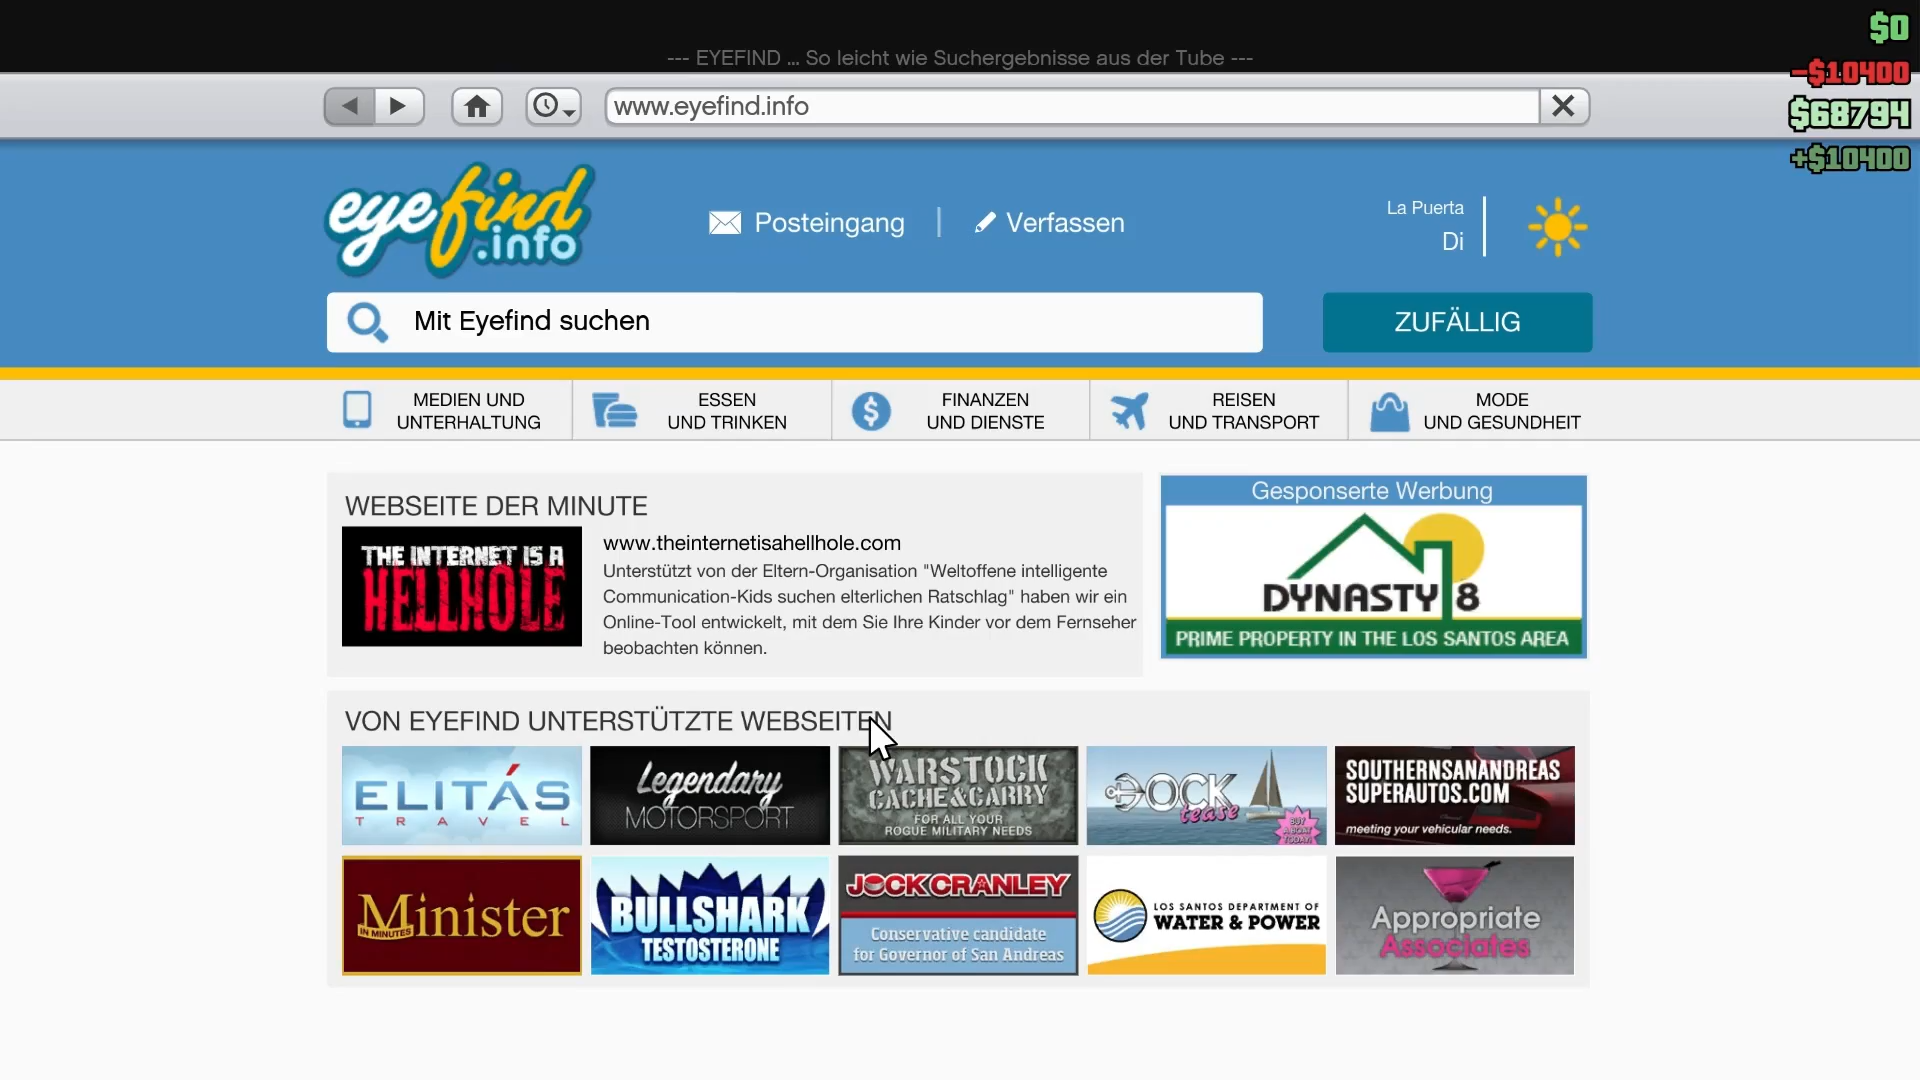 $0
--- EYEFIND ... So leicht wie Suchergebnisse aus der Tube ---
-$10400
www.eyefind.info
$68794
+$10400
eyefind
.info
Posteingang
Verfassen
La Puerta
Di
Mit Eyefind suchen
ZUFÄLLIG
MEDIEN UND
UNTERHALTUNG
ESSEN
UND TRINKEN
FINANZEN
UND DIENSTE
REISEN
UND TRANSPORT
MODE
UND GESUNDHEIT
WEBSEITE DER MINUTE
THE INTERNET IS A
HELLHOLE
www.theinternetisahellhole.com
Unterstützt von der Eltern-Organisation "Weltoffene intelligente
Communication-Kids suchen elterlichen Ratschlag" haben wir ein
Online-Tool entwickelt, mit dem Sie Ihre Kinder vor dem Fernseher
beobachten können.
Gesponserte Werbung
DYNASTY 8
PRIME PROPERTY IN THE LOS SANTOS AREA
VON EYEFIND UNTERSTÜTZTE WEBSEITEN
ELITÁS
TRAVEL
Legendary
MOTORSPORT
WARSTOCK
CACHE&CARRY
FOR ALL YOUR
ROGUE MILITARY NEEDS
DOCK
tease
BUY
A BOAT
TODAY!
SOUTHERNSANANDREAS
SUPERAUTOS.COM
meeting your vehicular needs.
Minister
IN MINUTES
BULLSHARK
TESTOSTERONE
JOCK CRANLEY
Conservative candidate
for Governor of San Andreas
LOS SANTOS DEPARTMENT OF
WATER & POWER
Appropriate
Associates